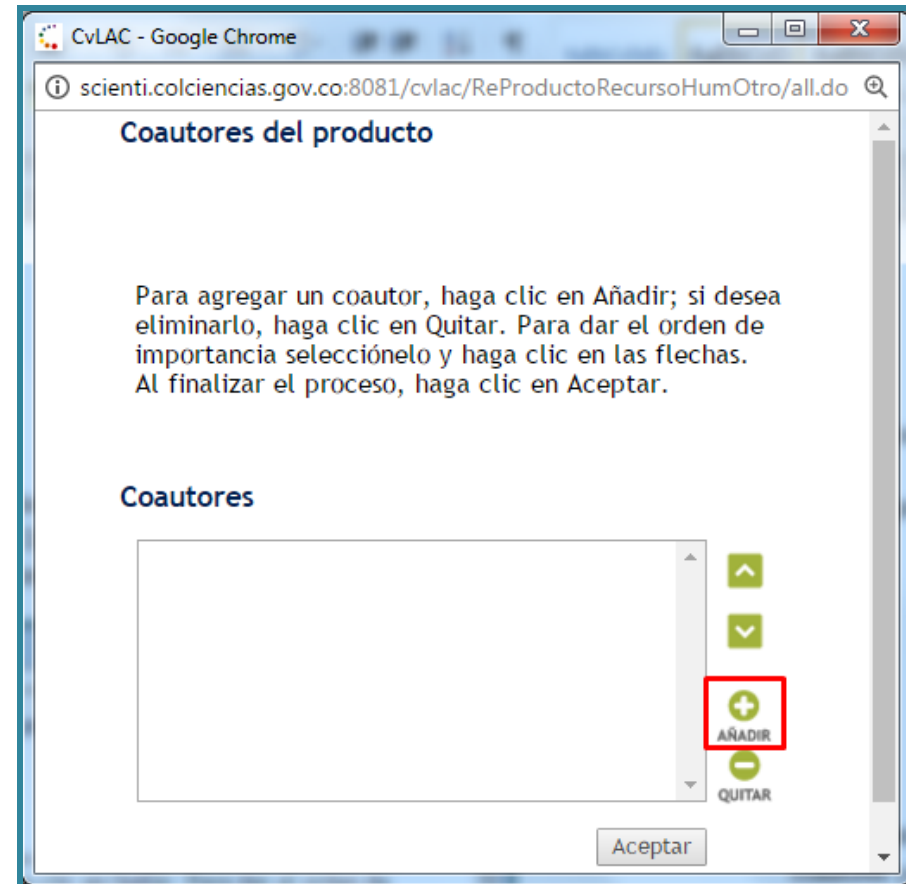 CvLAC - Google Chrome
scienti.colciencias.gov.co:8081/cvlac/ReProductoRecursoHumOtro/all.do
Coautores del producto
Para agregar un coautor, haga clic en Añadir; si desea
eliminarlo, haga clic en Quitar. Para dar el orden de
importancia selecciónelo y haga clic en las flechas.
Al finalizar el proceso, haga clic en Aceptar.
Coautores
AÑADIR
QUITAR
Aceptar